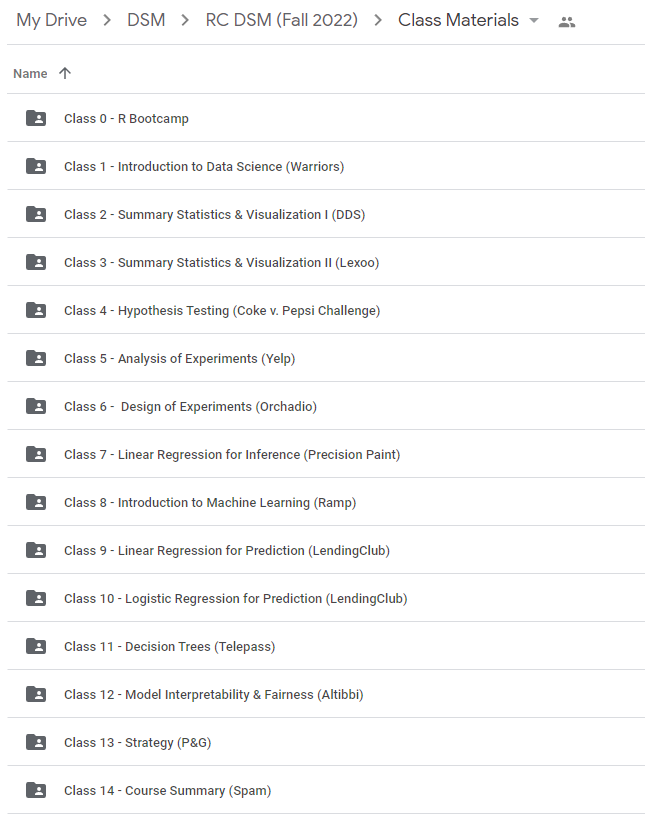 My Drive > DSM > RC DSM (Fall 2022) > Class Materials
Name
Class 0 - R Bootcamp
Class 1 - Introduction to Data Science (Warriors)
Class 2 - Summary Statistics & Visualization I (DDS)
Class 3 - Summary Statistics & Visualization II (Lexoo)
Class 4 - Hypothesis Testing (Coke v. Pepsi Challenge)
Class 5 - Analysis of Experiments (Yelp)
Class 6 -  Design of Experiments (Orchadio)
Class 7 - Linear Regression for Inference (Precision Paint)
Class 8 - Introduction to Machine Learning (Ramp)
Class 9 - Linear Regression for Prediction (LendingClub)
Class 10 - Logistic Regression for Prediction (LendingClub)
Class 11 - Decision Trees (Telepass)
Class 12 - Model Interpretability & Fairness (Altibbi)
Class 13 - Strategy (P&G)
Class 14 - Course Summary (Spam)